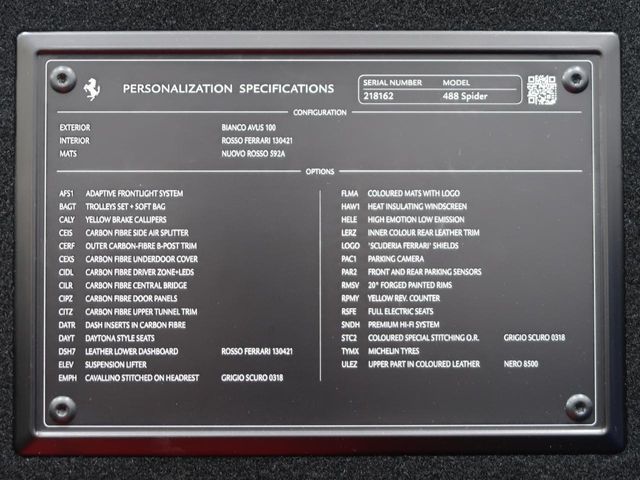 PERSONALIZATION SPECIFICATIONS
SERIAL NUMBER MODEL
218162 488 Spider
CONFIGURATION
EXTERIOR BIANCO AVUS 100
INTERIOR ROSSO FERRARI 130421
MATS NUOVO ROSSO 592A
OPTIONS
AFS1 ADAPTIVE FRONTLIGHT SYSTEM
BAGT TROLLEYS SET + SOFT BAG
CALY YELLOW BRAKE CALLIPERS
CEIS CARBON FIBRE SIDE AIR SPLITTER
CERF OUTER CARBON-FIBRE B-POST TRIM
CEXS CARBON FIBRE UNDERDOOR COVER
CIDL CARBON FIBRE DRIVER ZONE+LEDS
CILR CARBON FIBRE CENTRAL BRIDGE
CIPZ CARBON FIBRE DOOR PANELS
CITZ CARBON FIBRE UPPER TUNNEL TRIM
DATR DASH INSERTS IN CARBON FIBRE
DAYT DAYTONA STYLE SEATS
DSH7 LEATHER LOWER DASHBOARD ROSSO FERRARI 130421
ELEV SUSPENSION LIFTER
EMPH CAVALLINO STITCHED ON HEADREST GRIGIO SCURO 0318
FLMA COLOURED MATS WITH LOGO
HAW1 HEAT INSULATING WINDSCREEN
HELE HIGH EMOTION LOW EMISSION
LERZ INNER COLOUR REAR LEATHER TRIM
LOGO 'SCUDERIA FERRARI' SHIELDS
PAC1 PARKING CAMERA
PAR2 FRONT AND REAR PARKING SENSORS
RMSV 20" FORGED PAINTED RIMS
RPMY YELLOW REV. COUNTER
RSFE FULL ELECTRIC SEATS
SNDH PREMIUM HI-FI SYSTEM
STC2 COLOURED SPECIAL STITCHING O.R. GRIGIO SCURO 0318
TYMX MICHELIN TYRES
ULEZ UPPER PART IN COLOURED LEATHER NERO 8500